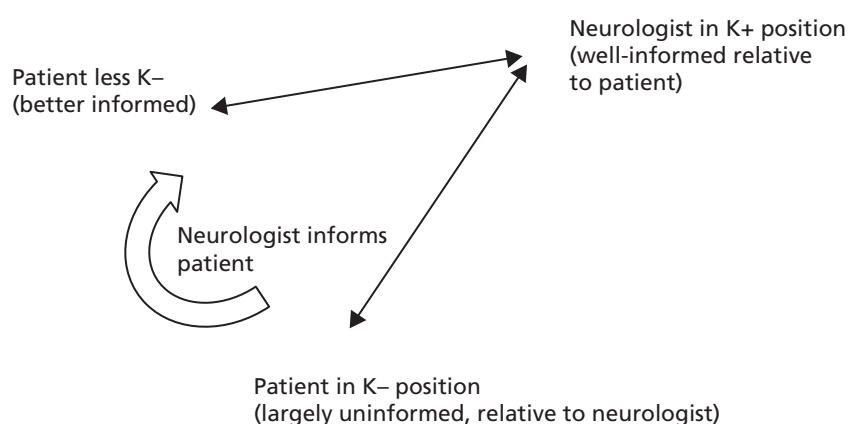 Neurologist in K+ position
(well-informed relative
to patient)
Patient less K–
(better informed)
Neurologist informs
patient
Patient in K– position
(largely uninformed, relative to neurologist)